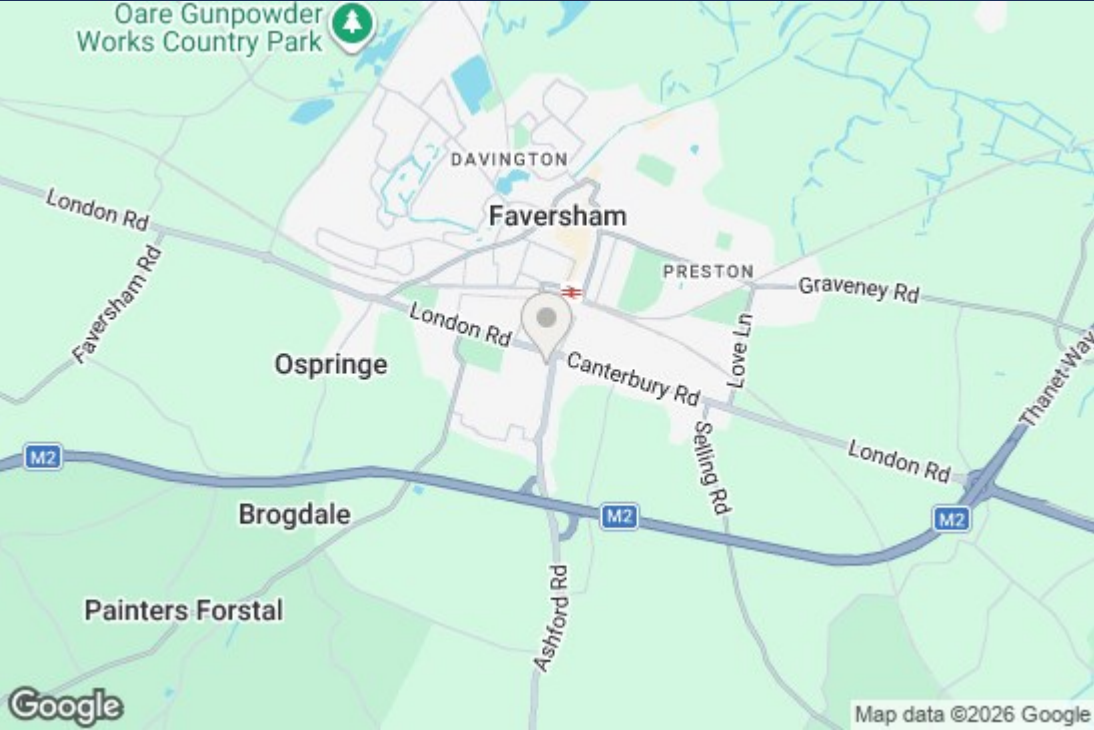 Oare Gunpowder
Works Country Park
DAVINGTON
London Rd
Faversham
Faversham Rd
PRESTON
Graveney Rd
London Rd
Love Ln
Thanet Way
Ospringe
Canterbury Rd
Selling Rd
London Rd
M2
M2
M2
Brogdale
Ashford Rd
Painters Forstal
Google
Map data ©2026 Google